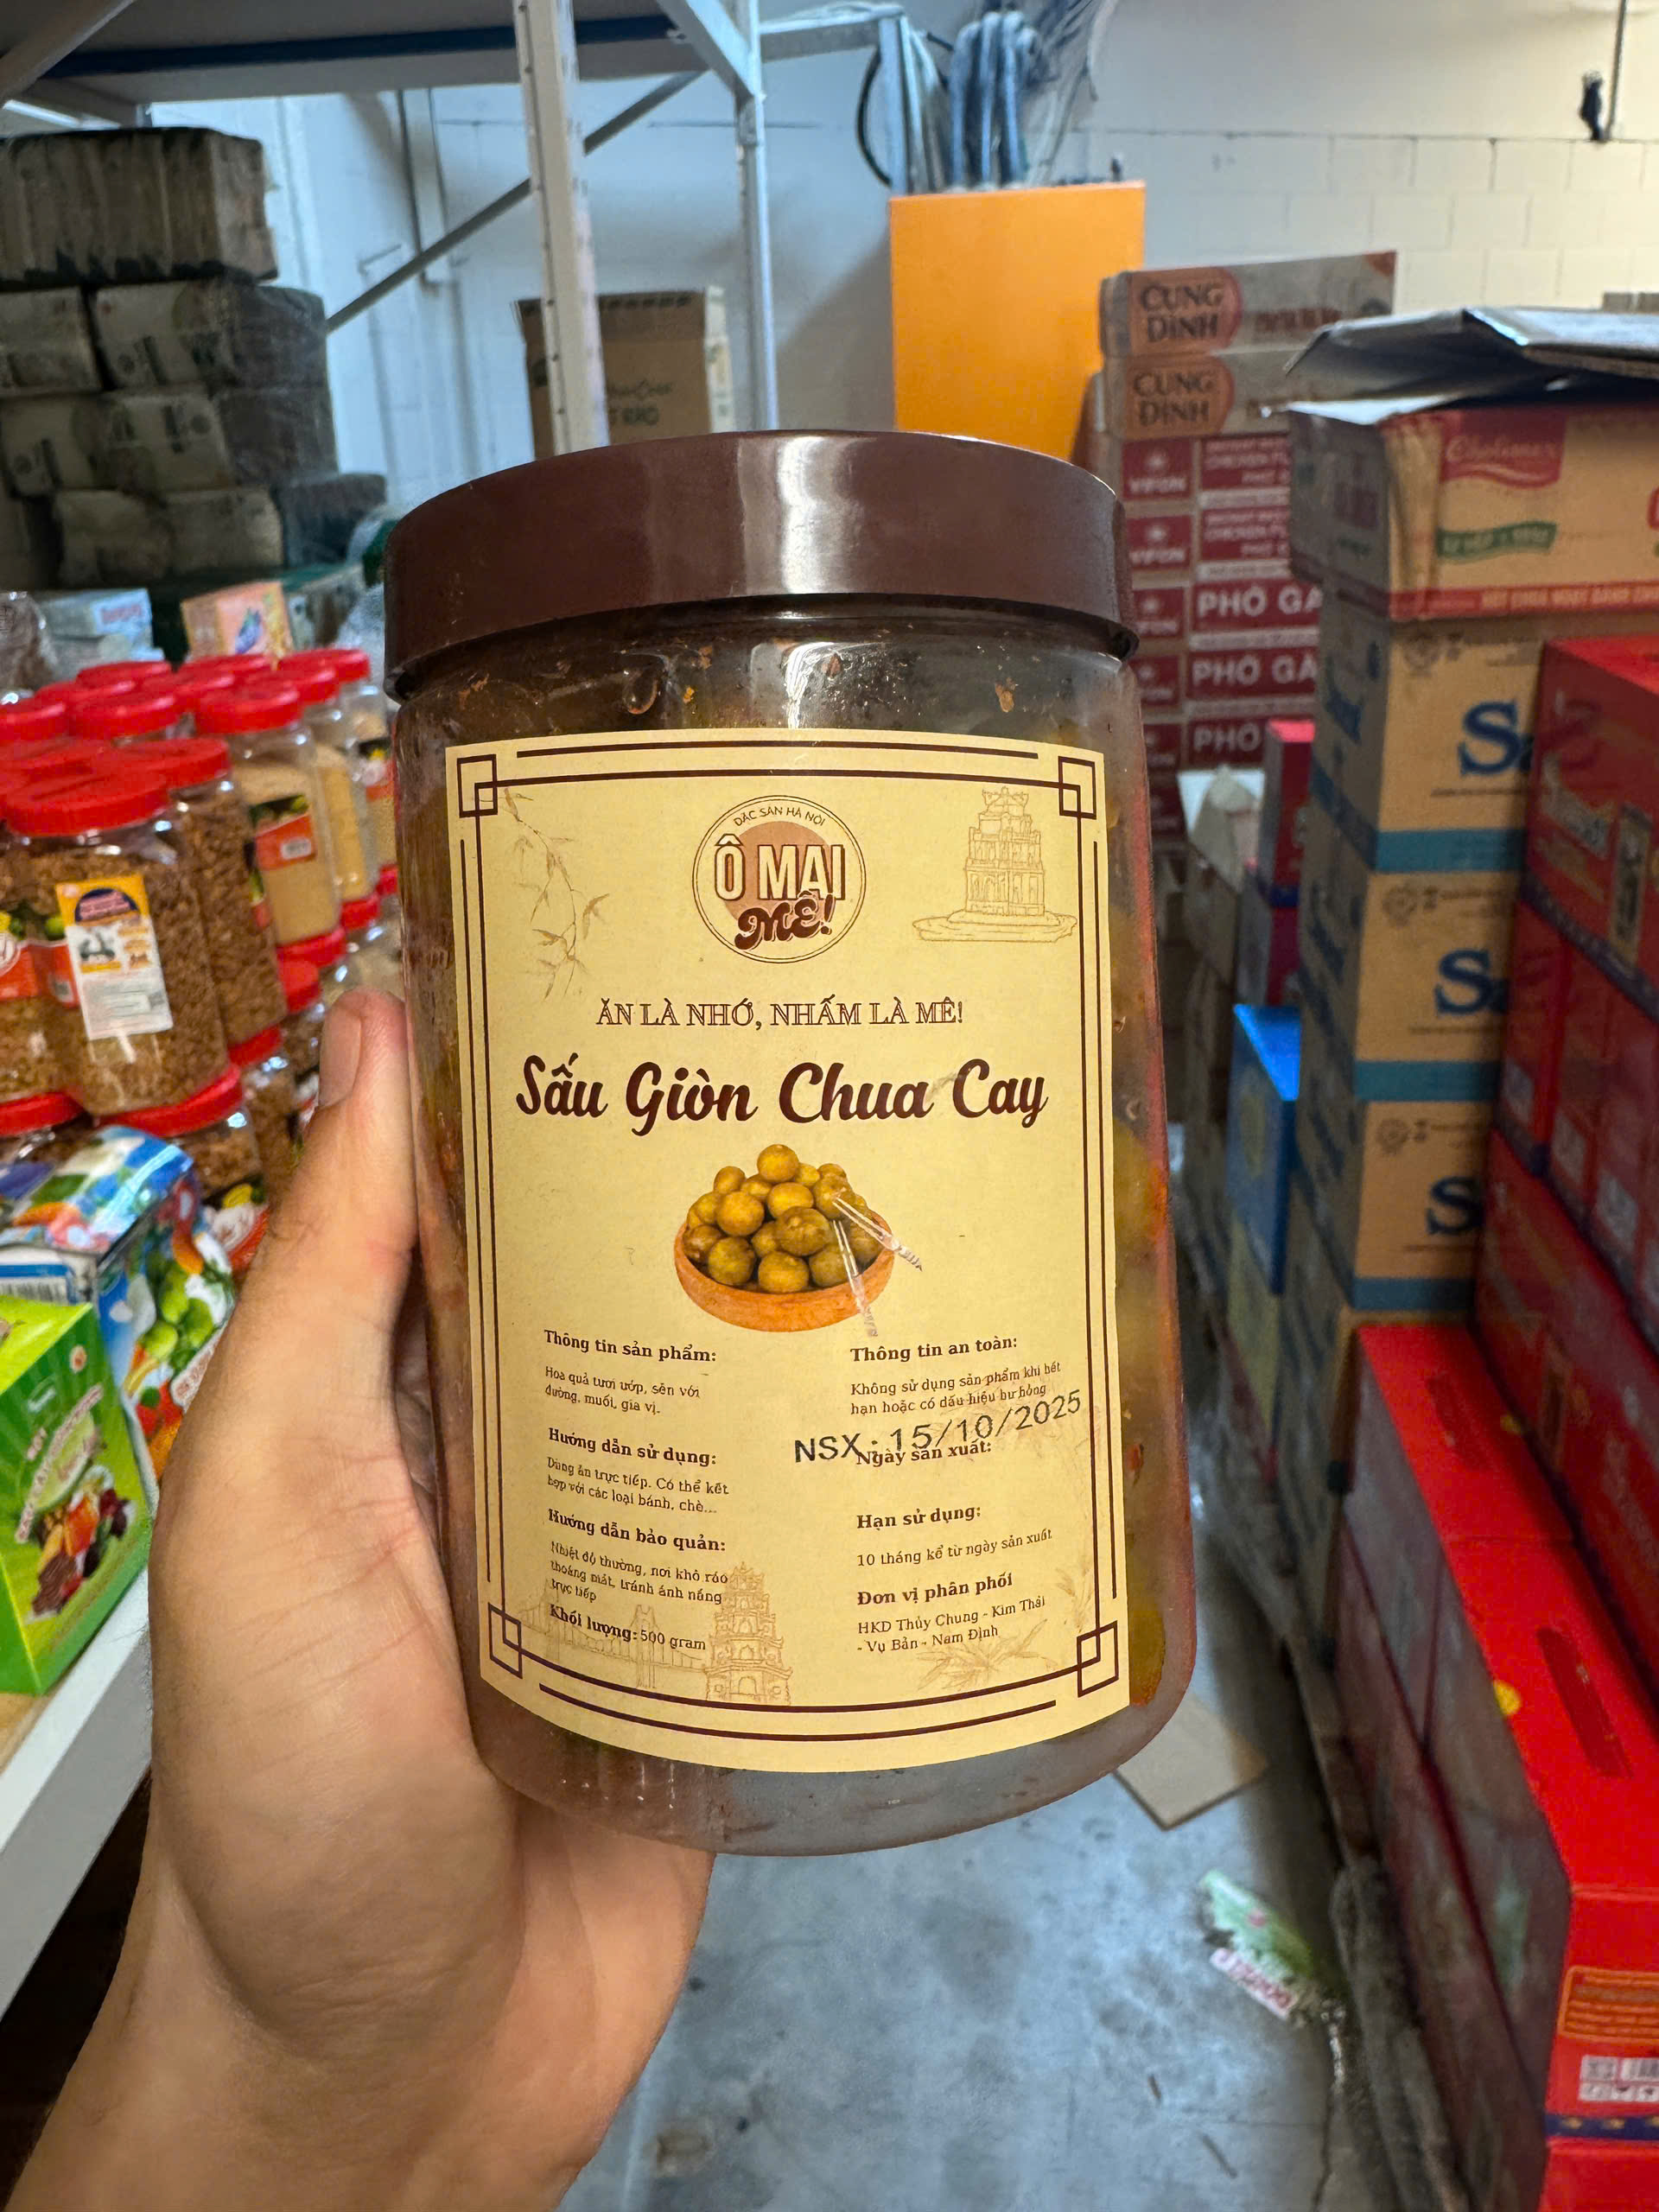 CUNG
ĐÌNH
CUNG
ĐÌNH
Cholimex
VIFON
VIFON
PHỞ GÀ
PHỞ GÀ
PHỞ
ĐẶC SẢN HÀ NỘI
Ô MAI
MÊ!
ĂN LÀ NHỚ, NHẤM LÀ MÊ!
Sấu Giòn Chua Cay
Thông tin sản phẩm:
Hoa quả tươi ướp, sên với
đường, muối, gia vị.
Hướng dẫn sử dụng:
Dùng ăn trực tiếp. Có thể kết
hợp với các loại bánh, chè...
Hướng dẫn bảo quản:
Nhiệt độ thường, nơi khô ráo
thoáng mát, tránh ánh nắng
trực tiếp
Khối lượng: 500 gram
Thông tin an toàn:
Không sử dụng sản phẩm khi hết
hạn hoặc có dấu hiệu hư hỏng
NSX: 15/10/2025
Ngày sản xuất:
Hạn sử dụng:
10 tháng kể từ ngày sản xuất
Đơn vị phân phối
HKD Thủy Chung - Kim Thái
- Vụ Bản - Nam Định